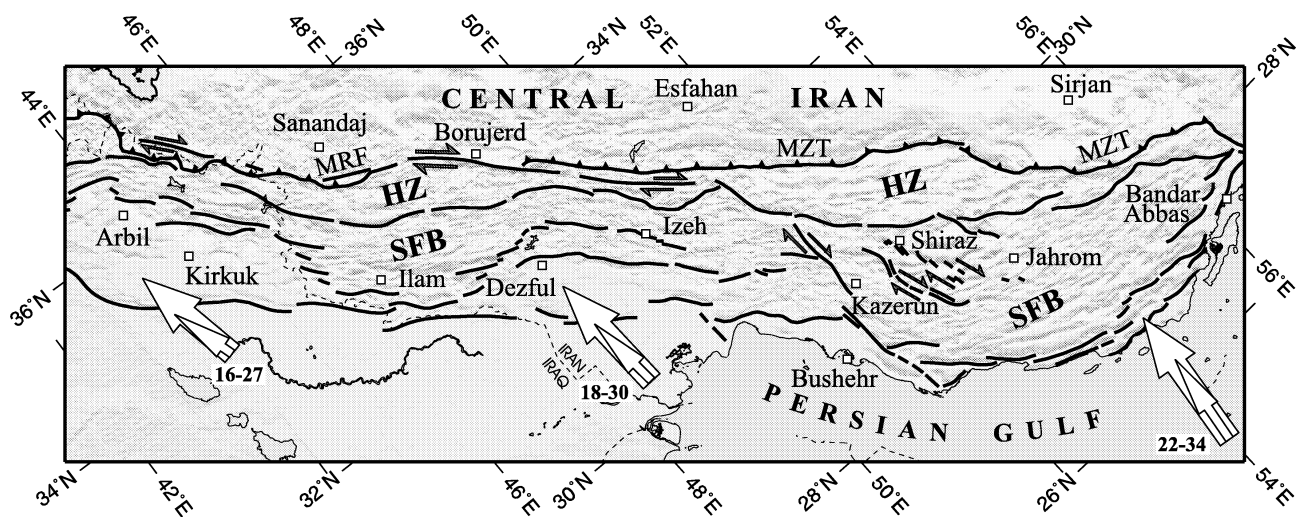 46°E
48°E
36°N
50°E
34°N
52°E
54°E
56°E
30°N
28°N
44°E
CENTRAL IRAN
Esfahan
Sirjan
Sanandaj
Borujerd
MRF
MZT
MZT
HZ
HZ
Bandar
Abbas
Arbil
SFB
Izeh
Shiraz
Jahrom
Kirkuk
Ilam
Dezful
Kazerun
SFB
56°E
36°N
IRAN
IRAQ
16-27
18-30
Bushehr
PERSIAN GULF
22-34
34°N
42°E
32°N
46°E
30°N
48°E
28°N
50°E
26°N
54°E